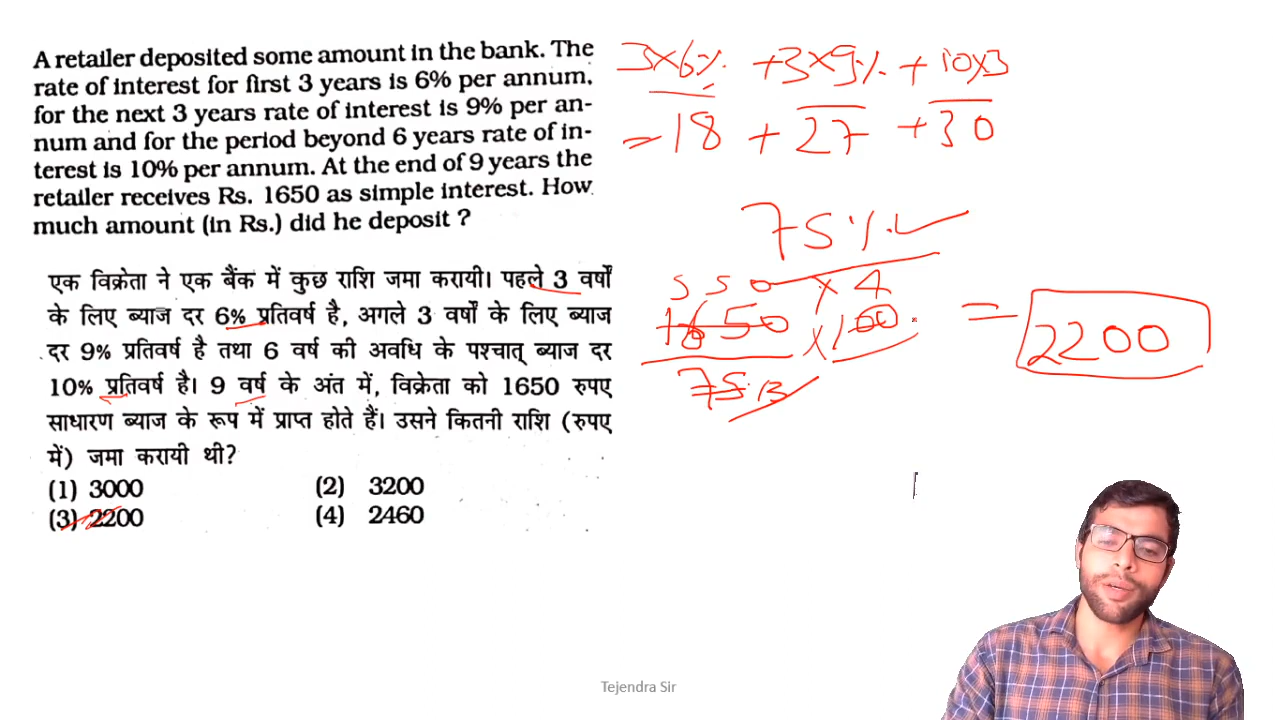 A retailer deposited some amount in the bank. The
rate of interest for first 3 years is 6% per annum,
for the next 3 years rate of interest is 9% per an-
num and for the period beyond 6 years rate of in-
terest is 10% per annum. At the end of 9 years the
retailer receives Rs. 1650 as simple interest. How
much amount (in Rs.) did he deposit ?
एक विक्रेता ने एक बैंक में कुछ राशि जमा करायी। पहले 3 वर्षों
के लिए ब्याज दर 6% प्रतिवर्ष है, अगले 3 वर्षों के लिए ब्याज
दर 9% प्रतिवर्ष है तथा 6 वर्ष की अवधि के पश्चात् ब्याज दर
10% प्रतिवर्ष है। 9 वर्ष के अंत में, विक्रेता को 1650 रुपए
साधारण ब्याज के रूप में प्राप्त होते हैं। उसने कितनी राशि (रुपए
में) जमा करायी थी?
(1) 3000 (2) 3200
(3) 2200 (4) 2460
3×6% +3×9% + 10×3
= 18 + 27 + 30
75%
550 × 4
1650 × 100 = 2200
75
Tejendra Sir